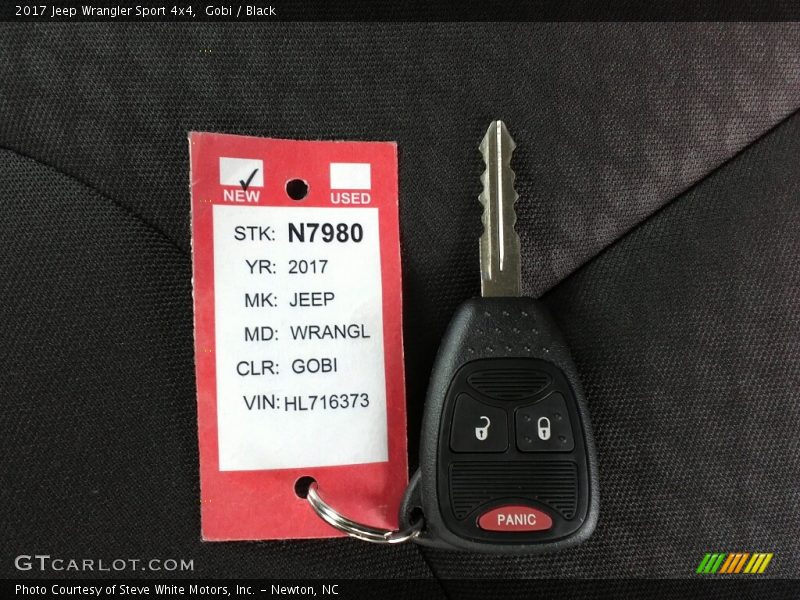 2017 Jeep Wrangler Sport 4x4,  Gobi / Black
NEW USED
STK: N7980
YR: 2017
MK: JEEP
MD: WRANGL
CLR: GOBI
VIN: HL716373
PANIC
GTCARLOT.COM
Photo Courtesy of Steve White Motors, Inc. – Newton, NC